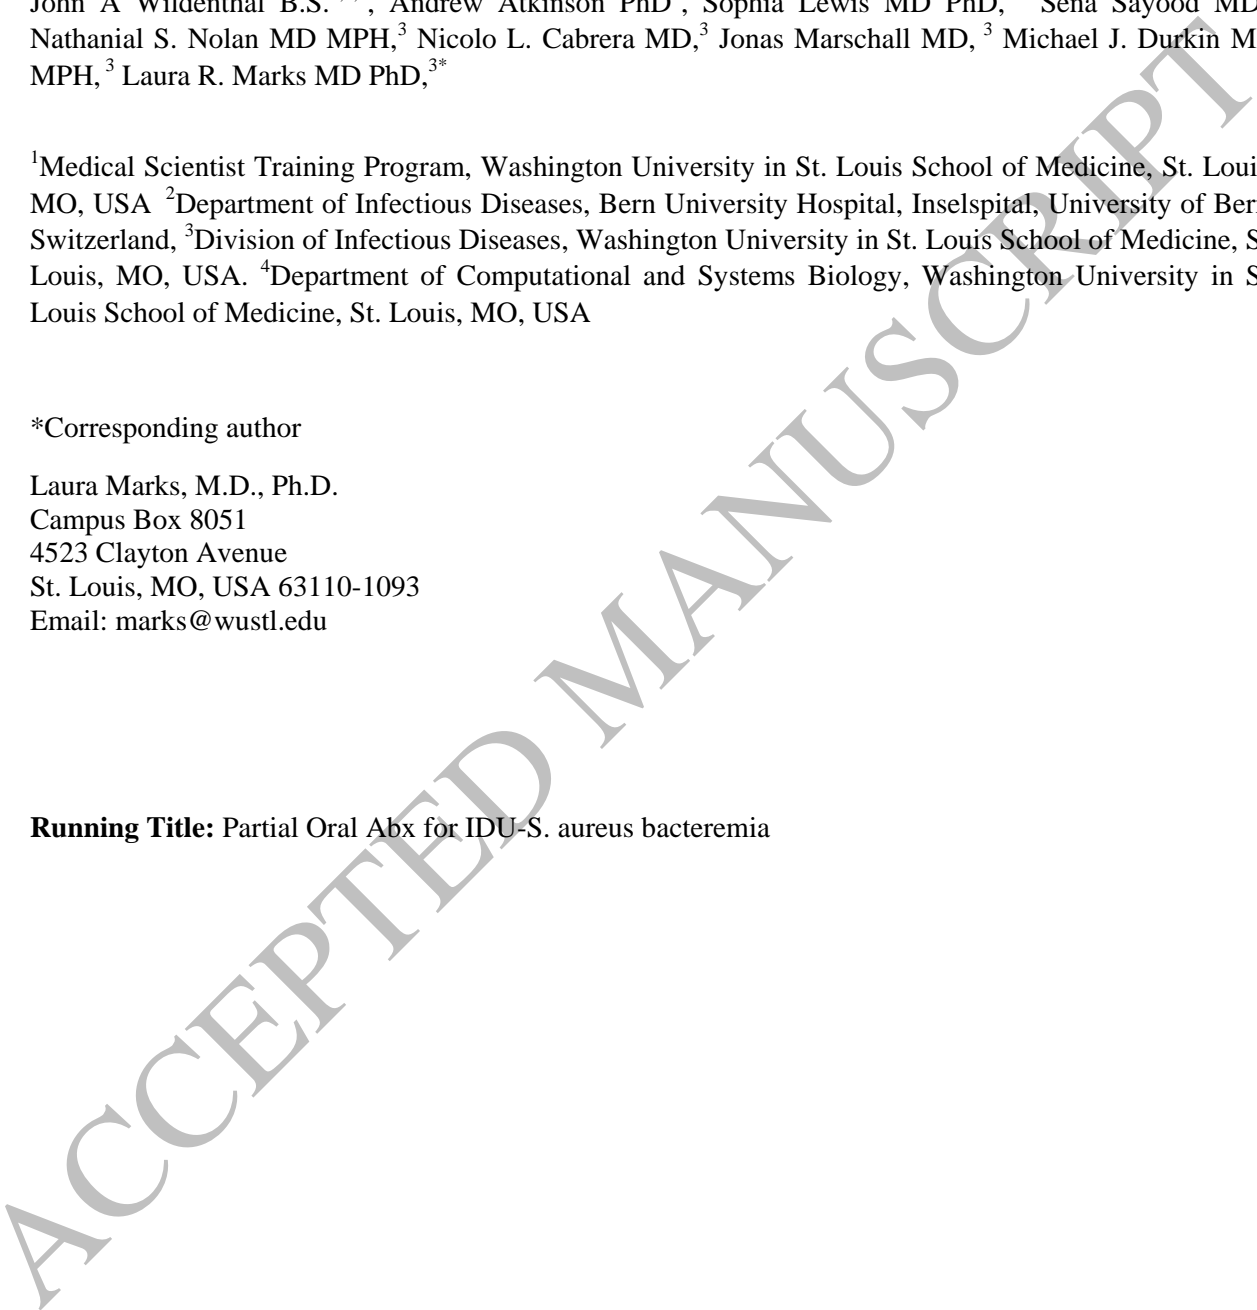 John A Wildenthal B.S. , Andrew Atkinson PhD , Sophia Lewis MD PhD, Sena Sayood MD
Nathanial S. Nolan MD MPH,3 Nicolo L. Cabrera MD,3 Jonas Marschall MD, 3 Michael J. Durkin M
MPH, 3 Laura R. Marks MD PhD,3*
1Medical Scientist Training Program, Washington University in St. Louis School of Medicine, St. Loui
MO, USA 2Department of Infectious Diseases, Bern University Hospital, Inselspital, University of Ber
Switzerland, 3Division of Infectious Diseases, Washington University in St. Louis School of Medicine, S
Louis, MO, USA. 4Department of Computational and Systems Biology, Washington University in S
Louis School of Medicine, St. Louis, MO, USA
*Corresponding author
Laura Marks, M.D., Ph.D.
Campus Box 8051
4523 Clayton Avenue
St. Louis, MO, USA 63110-1093
Email: marks@wustl.edu
Running Title: Partial Oral Abx for IDU-S. aureus bacteremia
ACCEPTED MANUSCRIPT